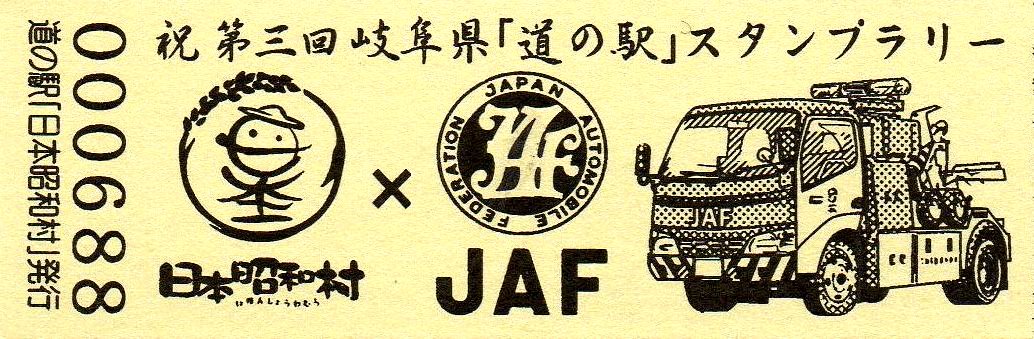 祝 第三回岐阜県「道の駅」スタンプラリー
0000688
道の駅「日本昭和村」発行
日本昭和村
にほんしょうわむら
×
JAPAN AUTOMOBILE FEDERATION
JAF
JAF
JAF